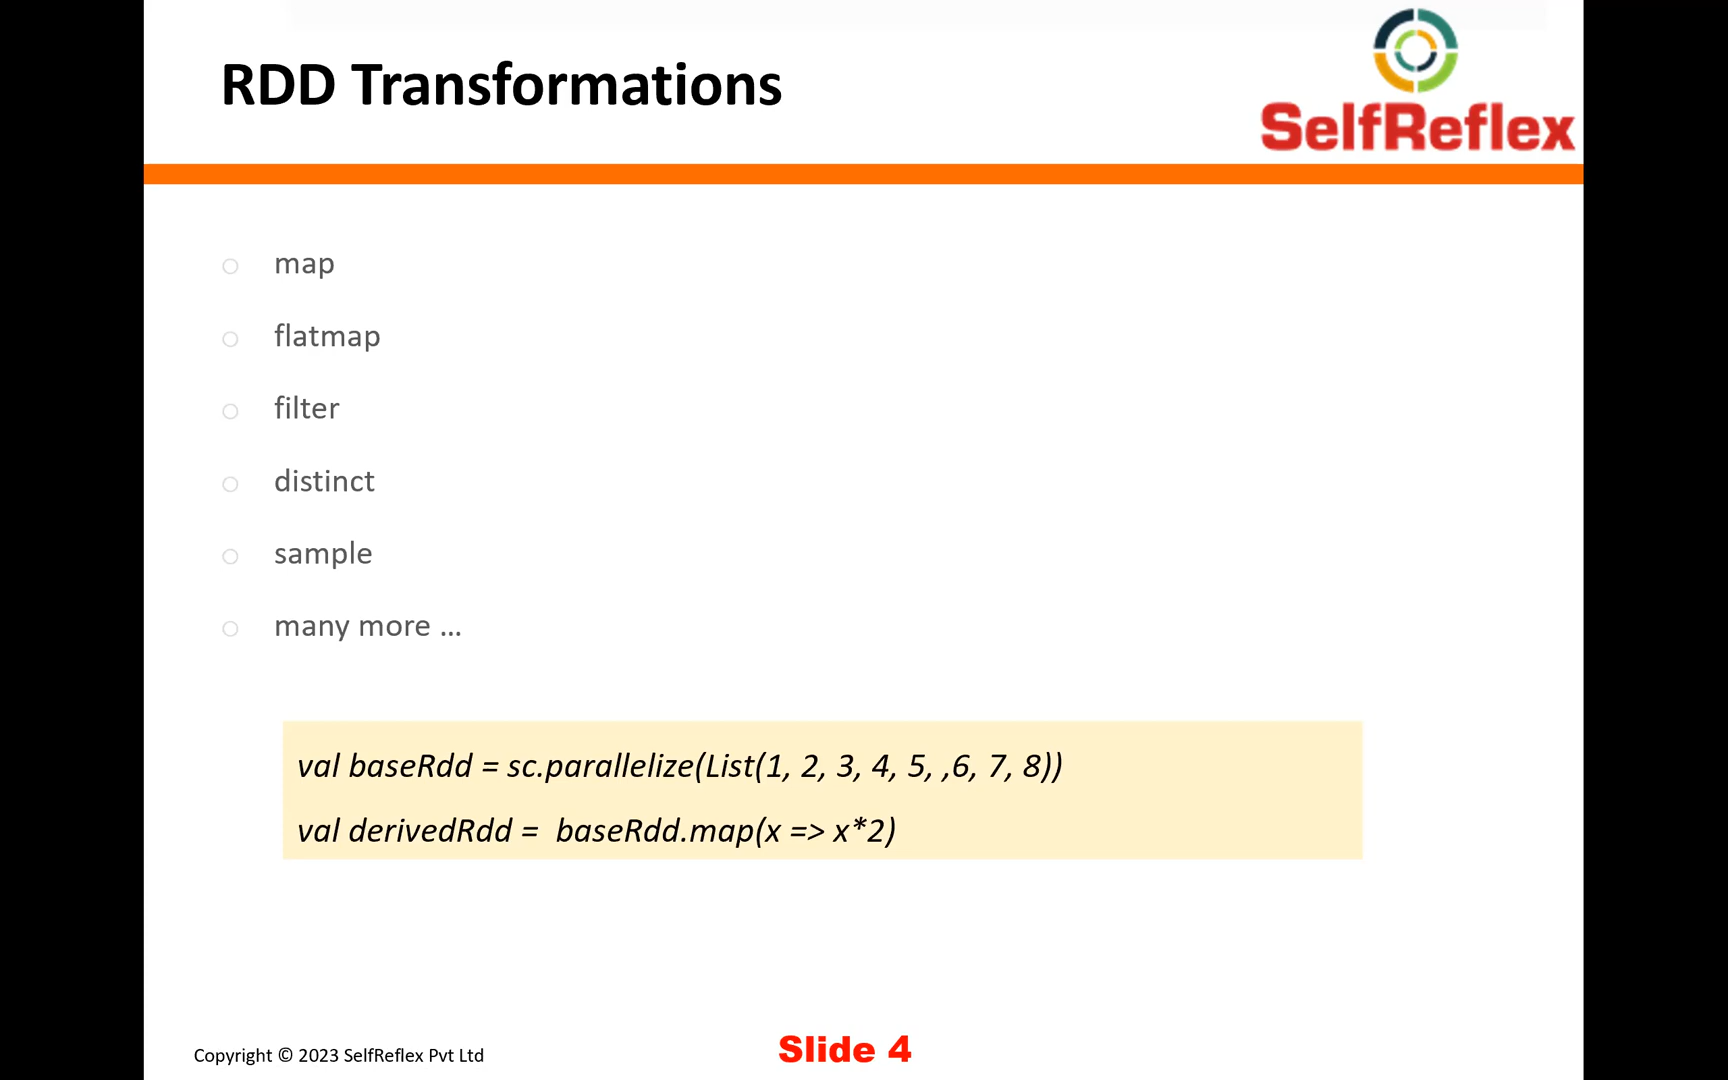 RDD Transformations
SelfReflex
map
flatmap
filter
distinct
sample
many more ...
val baseRdd = sc.parallelize(List(1, 2, 3, 4, 5, ,6, 7, 8))
val derivedRdd =  baseRdd.map(x => x*2)
Copyright © 2023 SelfReflex Pvt Ltd
Slide 4